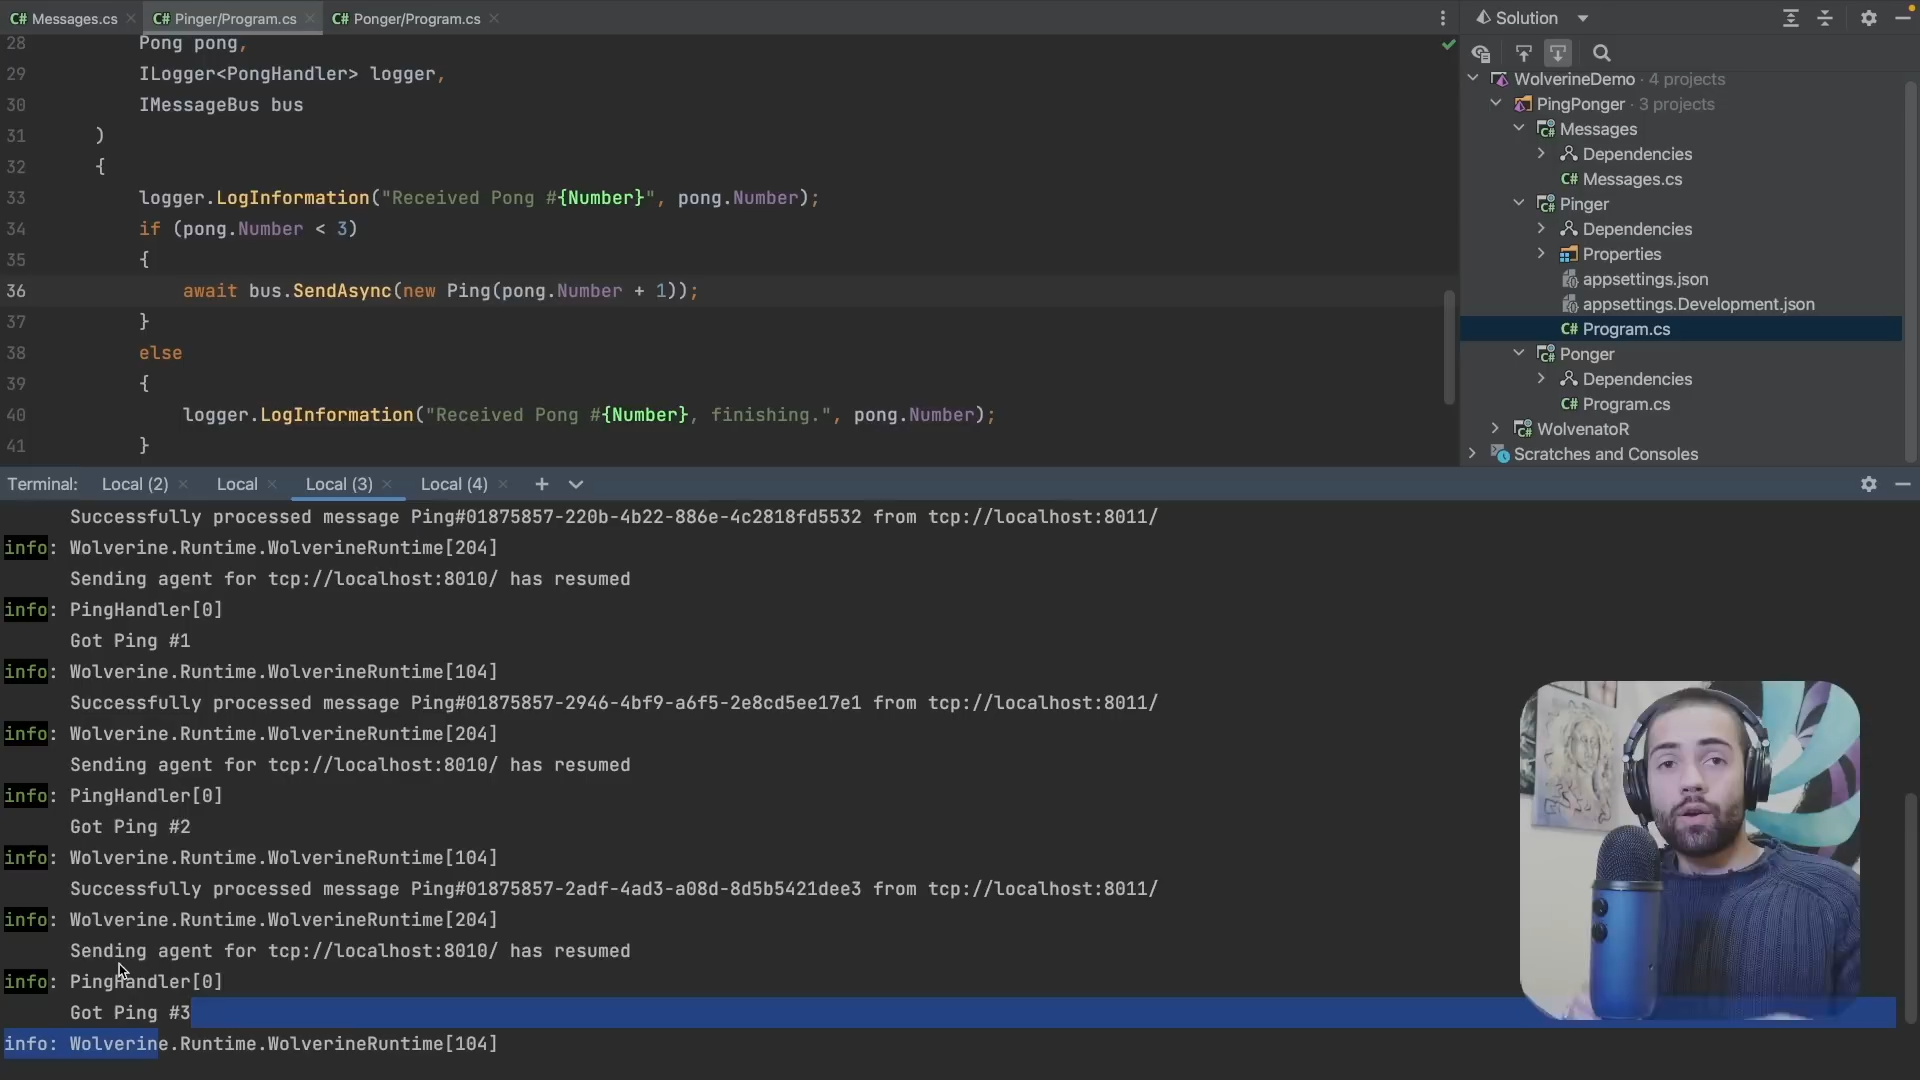 C# Messages.cs
C# Pinger/Program.cs
C# Ponger/Program.cs
Solution
28 Pong pong,
29 ILogger<PongHandler> logger,
30 IMessageBus bus
31 )
32 {
33 logger.LogInformation("Received Pong #{Number}", pong.Number);
34 if (pong.Number < 3)
35 {
36 await bus.SendAsync(new Ping(pong.Number + 1));
37 }
38 else
39 {
40 logger.LogInformation("Received Pong #{Number}, finishing.", pong.Number);
41 }
WolverineDemo · 4 projects
PingPonger · 3 projects
C# Messages
Dependencies
C# Messages.cs
C# Pinger
Dependencies
Properties
appsettings.json
appsettings.Development.json
C# Program.cs
C# Ponger
Dependencies
C# Program.cs
C# WolvenatoR
Scratches and Consoles
Terminal: Local (2) Local Local (3) Local (4)
Successfully processed message Ping#01875857-220b-4b22-886e-4c2818fd5532 from tcp://localhost:8011/
info: Wolverine.Runtime.WolverineRuntime[204]
Sending agent for tcp://localhost:8010/ has resumed
info: PingHandler[0]
Got Ping #1
info: Wolverine.Runtime.WolverineRuntime[104]
Successfully processed message Ping#01875857-2946-4bf9-a6f5-2e8cd5ee17e1 from tcp://localhost:8011/
info: Wolverine.Runtime.WolverineRuntime[204]
Sending agent for tcp://localhost:8010/ has resumed
info: PingHandler[0]
Got Ping #2
info: Wolverine.Runtime.WolverineRuntime[104]
Successfully processed message Ping#01875857-2adf-4ad3-a08d-8d5b5421dee3 from tcp://localhost:8011/
info: Wolverine.Runtime.WolverineRuntime[204]
Sending agent for tcp://localhost:8010/ has resumed
info: PingHandler[0]
Got Ping #3
info: Wolverine.Runtime.WolverineRuntime[104]